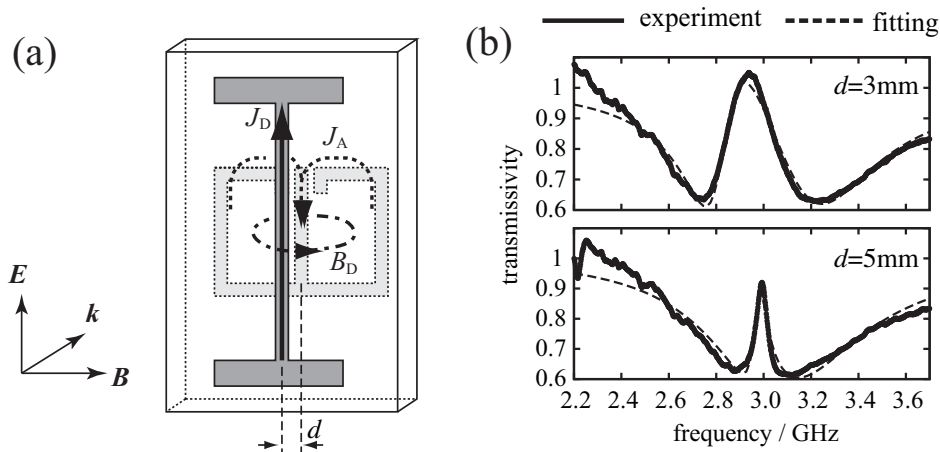 (a)
J_D
J_A
B_D
E
k
B
d
(b)
experiment
fitting
transmissivity
1
0.9
0.8
0.7
0.6
d=3mm
1
0.9
0.8
0.7
0.6
d=5mm
2.2 2.4 2.6 2.8 3.0 3.2 3.4 3.6
frequency / GHz